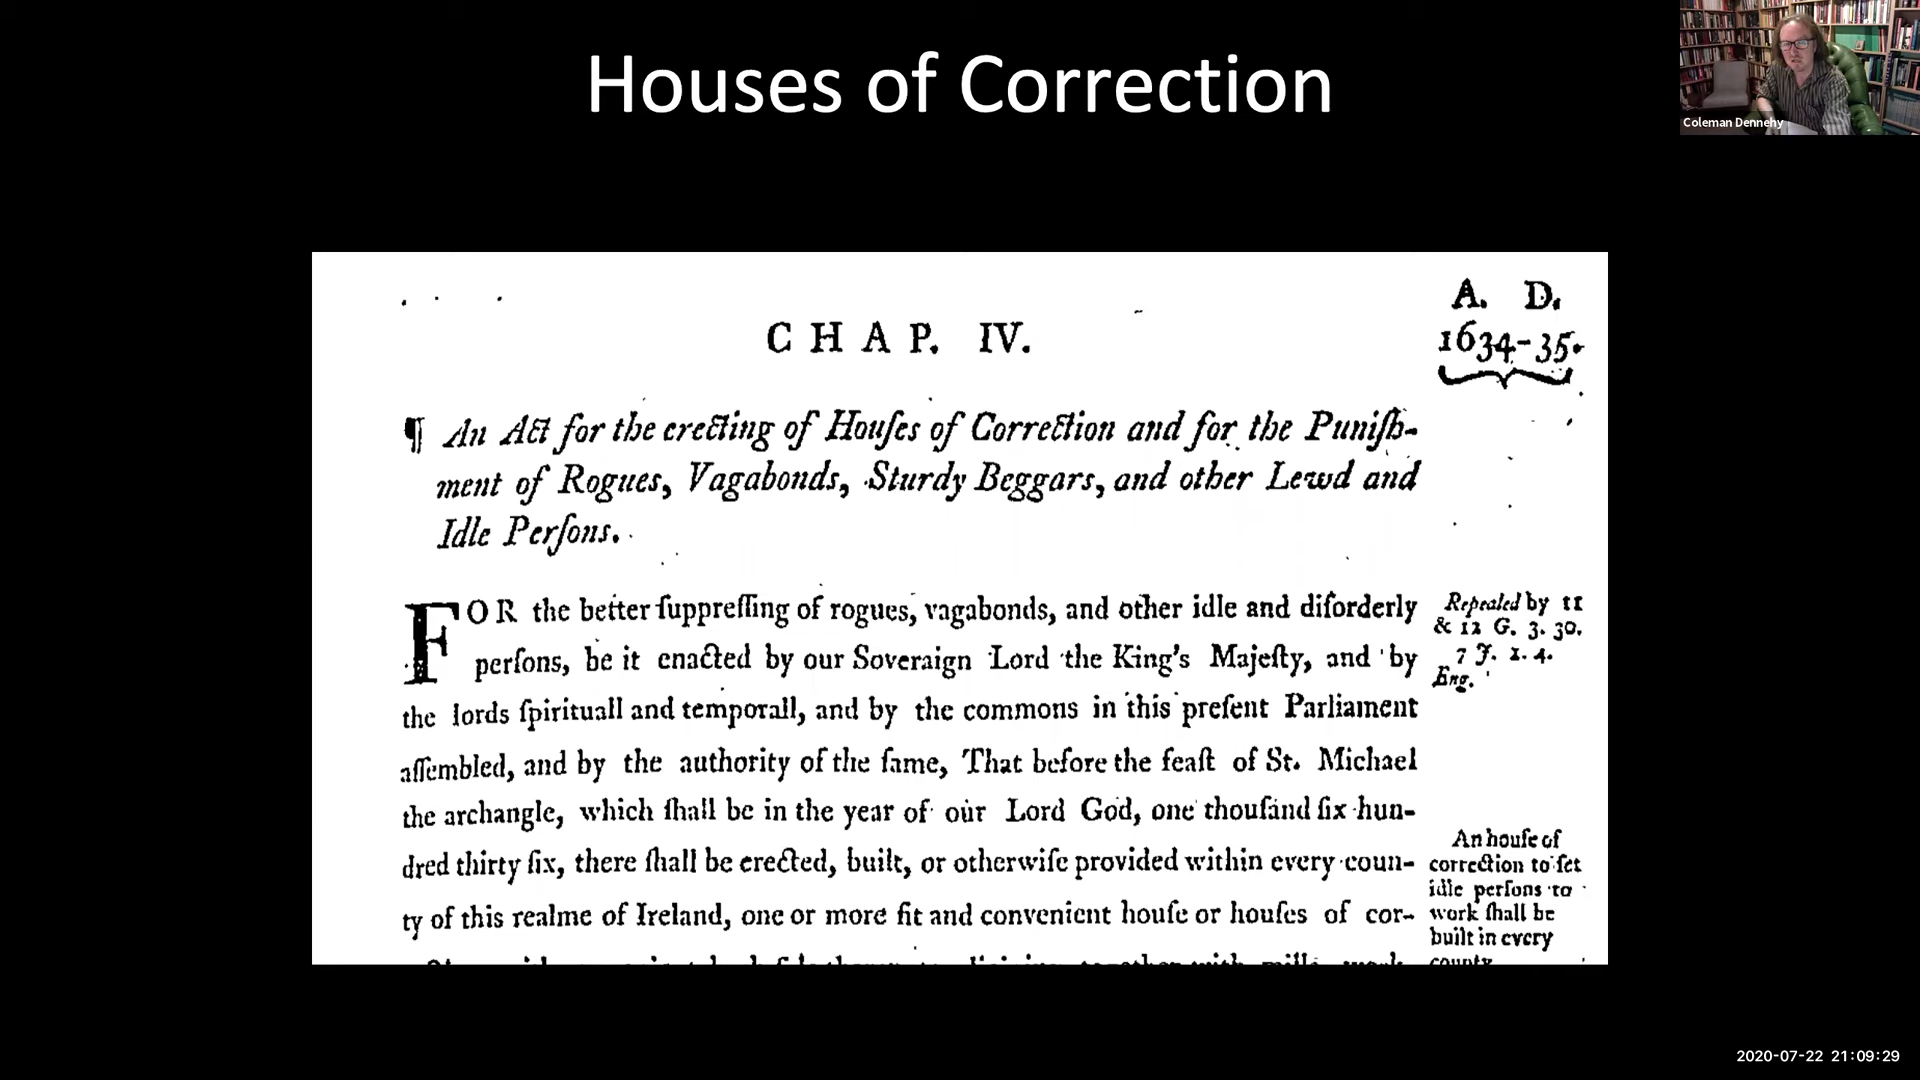 Houses of Correction
Coleman Dennehy
A. D.
1634-35.
CHAP. IV.
¶ An Act for the erecting of Houſes of Correction and for the Puniſh-
ment of Rogues, Vagabonds, Sturdy Beggars, and other Lewd and
Idle Perſons.
FOR the better ſuppreſſing of rogues, vagabonds, and other idle and diſorderly
perſons, be it enacted by our Soveraign Lord the King's Majeſty, and by
the lords ſpirituall and temporall, and by the commons in this preſent Parliament
aſſembled, and by the authority of the ſame, That before the feaſt of St. Michael
the archangle, which ſhall be in the year of our Lord God, one thouſand ſix hun-
dred thirty ſix, there ſhall be erected, built, or otherwiſe provided within every coun-
ty of this realme of Ireland, one or more fit and convenient houſe or houſes of cor-
Repealed by 11
& 12 G. 3. 30.
7 J. 1. 4.
Eng.
An houſe of
correction to ſet
idle perſons to
work ſhall be
built in every
county
2020-07-22 21:09:29